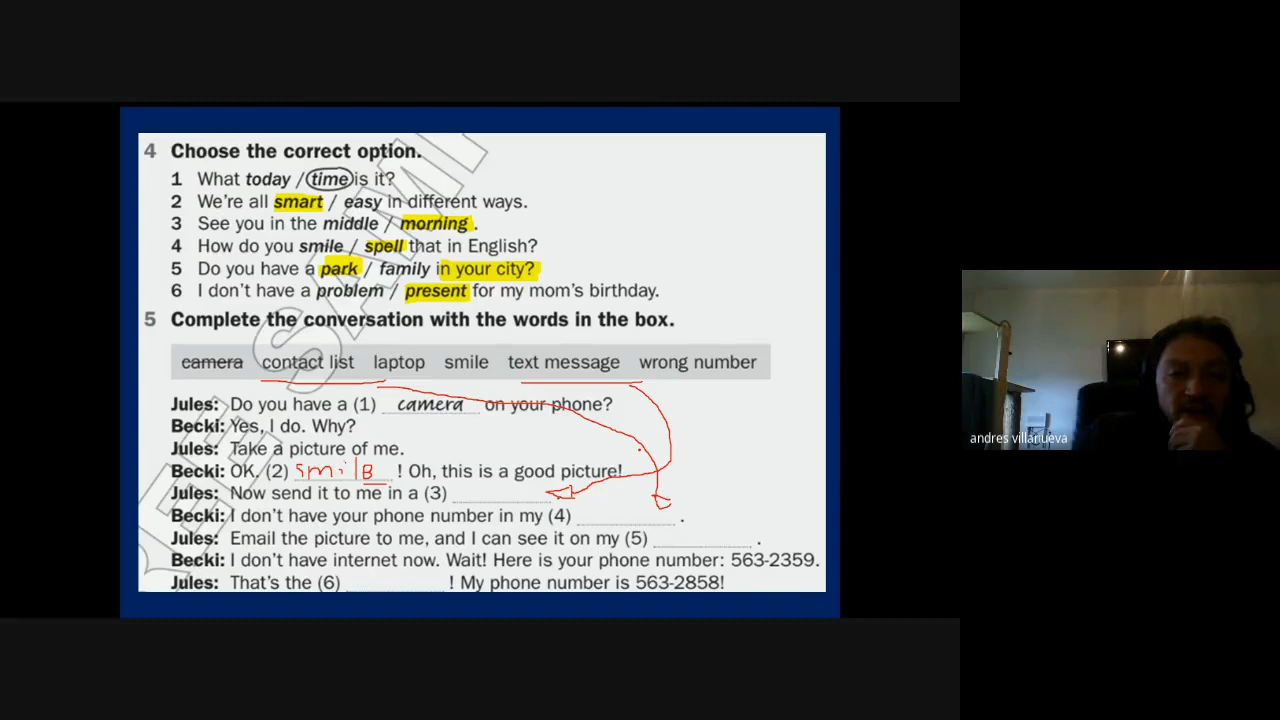 4 Choose the correct option.
1 What today / time is it?
2 We're all smart / easy in different ways.
3 See you in the middle / morning.
4 How do you smile / spell that in English?
5 Do you have a park / family in your city?
6 I don't have a problem / present for my mom's birthday.
5 Complete the conversation with the words in the box.
camera contact list laptop smile text message wrong number
Jules: Do you have a (1) camera on your phone?
Becki: Yes, I do. Why?
Jules: Take a picture of me.
Becki: OK. (2) smile ! Oh, this is a good picture!
Jules: Now send it to me in a (3)
Becki: I don't have your phone number in my (4) .
Jules: Email the picture to me, and I can see it on my (5) .
Becki: I don't have internet now. Wait! Here is your phone number: 563-2359.
Jules: That's the (6) ! My phone number is 563-2858!
andres villanueva